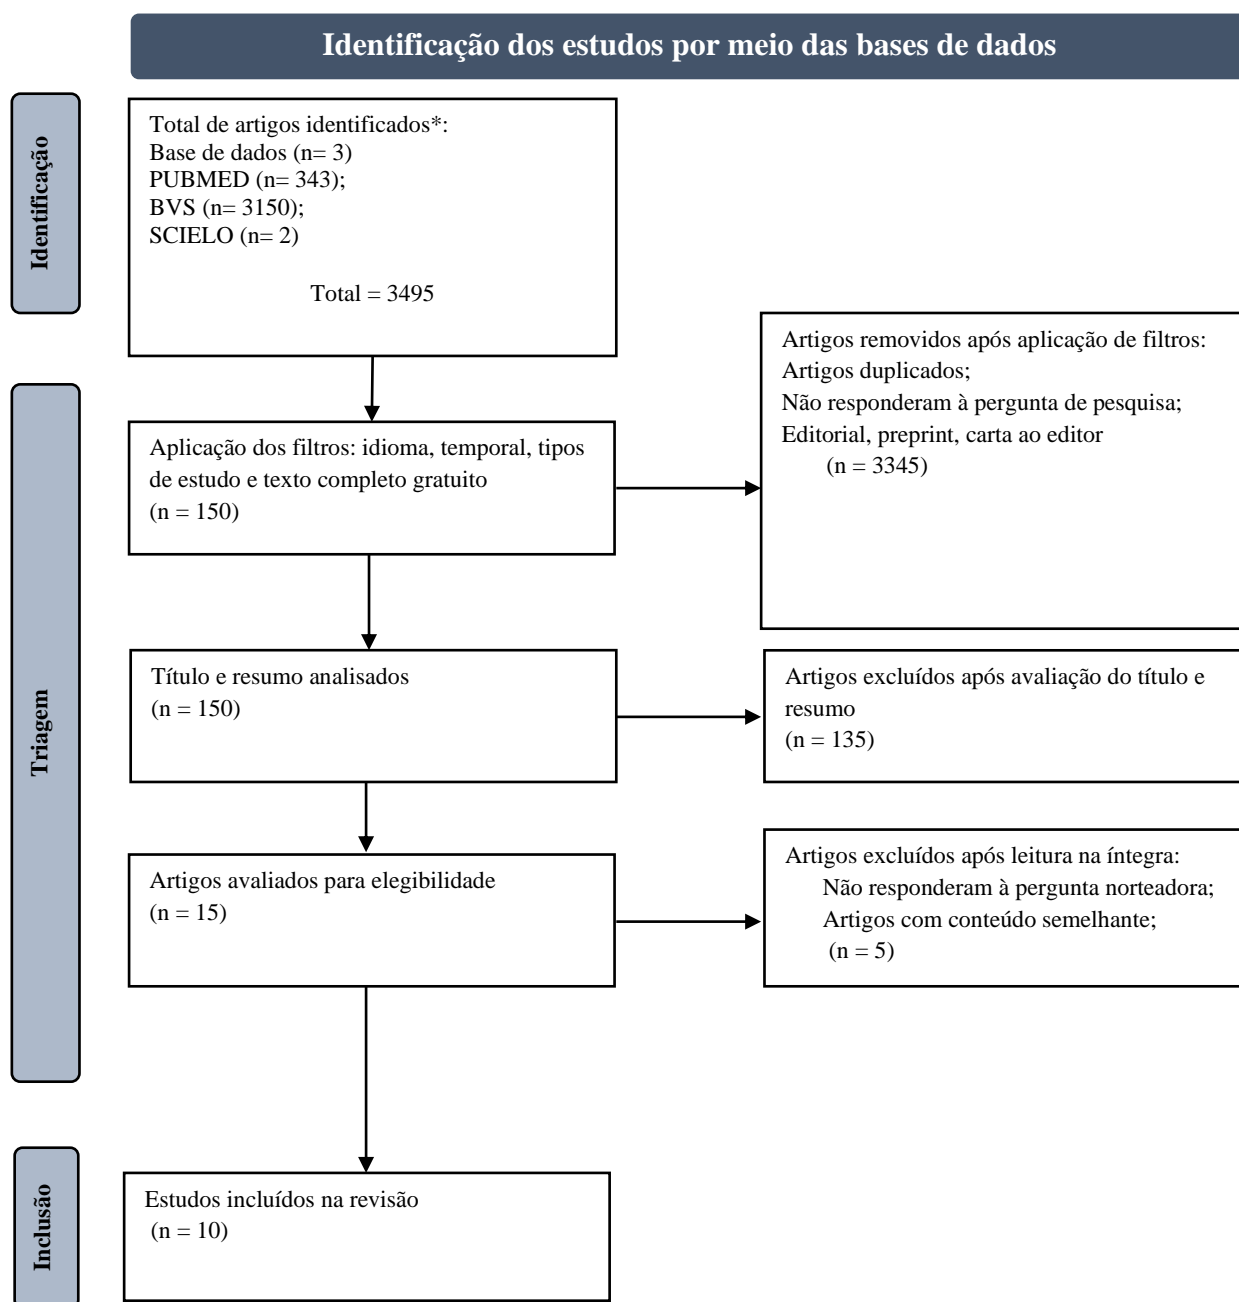 Identificação dos estudos por meio das bases de dados
Identificação
Total de artigos identificados*:
Base de dados (n= 3)
PUBMED (n= 343);
BVS (n= 3150);
SCIELO (n= 2)
Total = 3495
Artigos removidos após aplicação de filtros:
Artigos duplicados;
Não responderam à pergunta de pesquisa;
Editorial, preprint, carta ao editor
(n = 3345)
Triagem
Aplicação dos filtros: idioma, temporal, tipos
de estudo e texto completo gratuito
(n = 150)
Título e resumo analisados
(n = 150)
Artigos excluídos após avaliação do título e
resumo
(n = 135)
Artigos avaliados para elegibilidade
(n = 15)
Artigos excluídos após leitura na íntegra:
Não responderam à pergunta norteadora;
Artigos com conteúdo semelhante;
(n = 5)
Inclusão
Estudos incluídos na revisão
(n = 10)